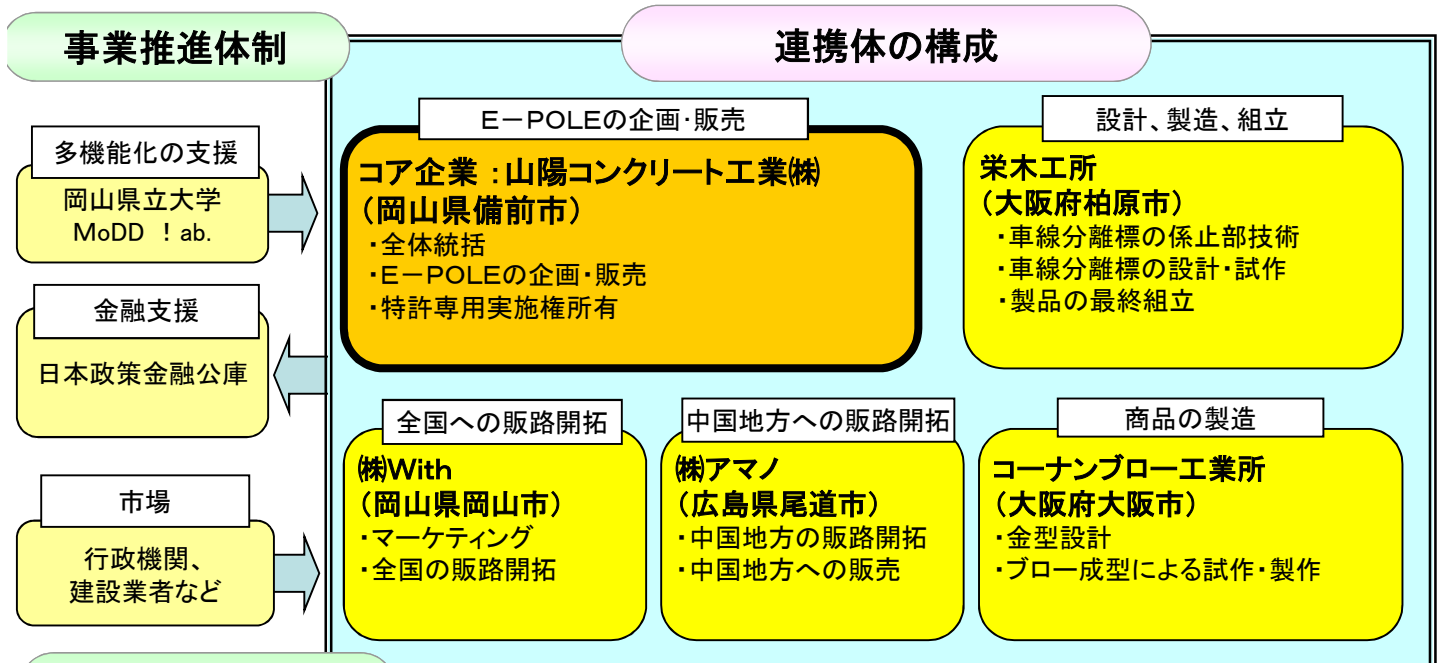 事業推進体制
連携体の構成
多機能化の支援
岡山県立大学
MoDD !ab.
金融支援
日本政策金融公庫
市場
行政機関、
建設業者など
E-POLEの企画・販売
コア企業:山陽コンクリート工業㈱
(岡山県備前市)
・全体統括
・E-POLEの企画・販売
・特許専用実施権所有
設計、製造、組立
栄木工所
(大阪府柏原市)
・車線分離標の係止部技術
・車線分離標の設計・試作
・製品の最終組立
全国への販路開拓
㈱With
(岡山県岡山市)
・マーケティング
・全国の販路開拓
中国地方への販路開拓
㈱アマノ
(広島県尾道市)
・中国地方の販路開拓
・中国地方への販売
商品の製造
コーナンブロー工業所
(大阪府大阪市)
・金型設計
・ブロー成型による試作・製作